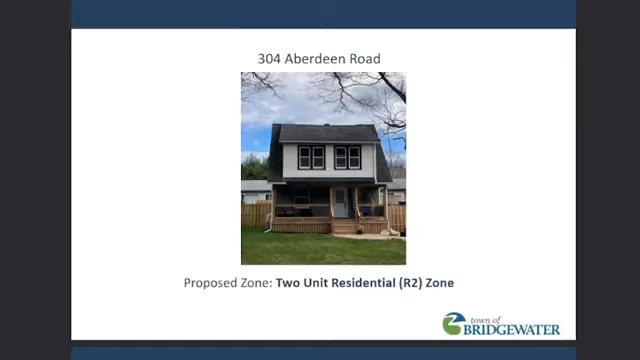 304 Aberdeen Road
Proposed Zone: Two Unit Residential (R2) Zone
town of
BRIDGEWATER